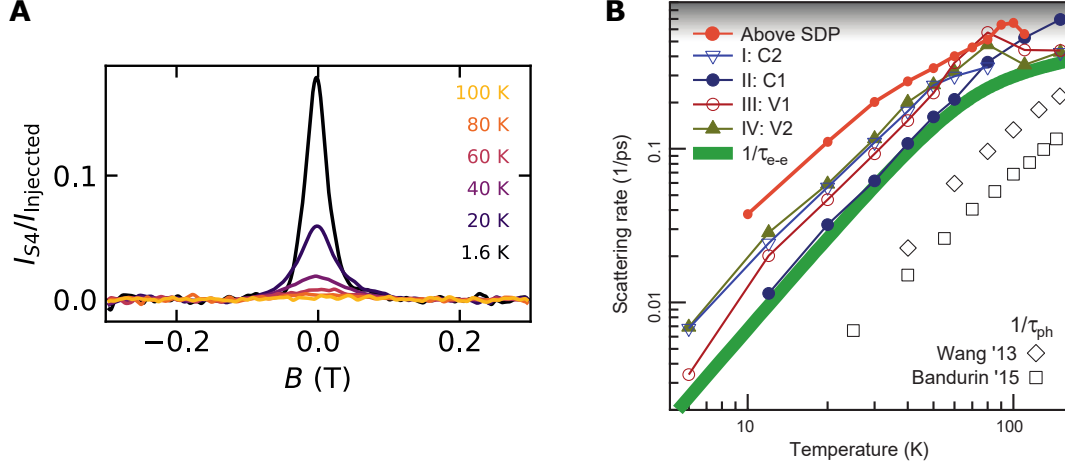 A
I_S4/I_Injected
0.1
0.0
−0.2
0.0
0.2
B (T)
100 K
80 K
60 K
40 K
20 K
1.6 K
B
Scattering rate (1/ps)
0.1
0.01
10
100
Temperature (K)
Above SDP
I: C2
II: C1
III: V1
IV: V2
1/τ_e-e
1/τ_ph
Wang '13
Bandurin '15